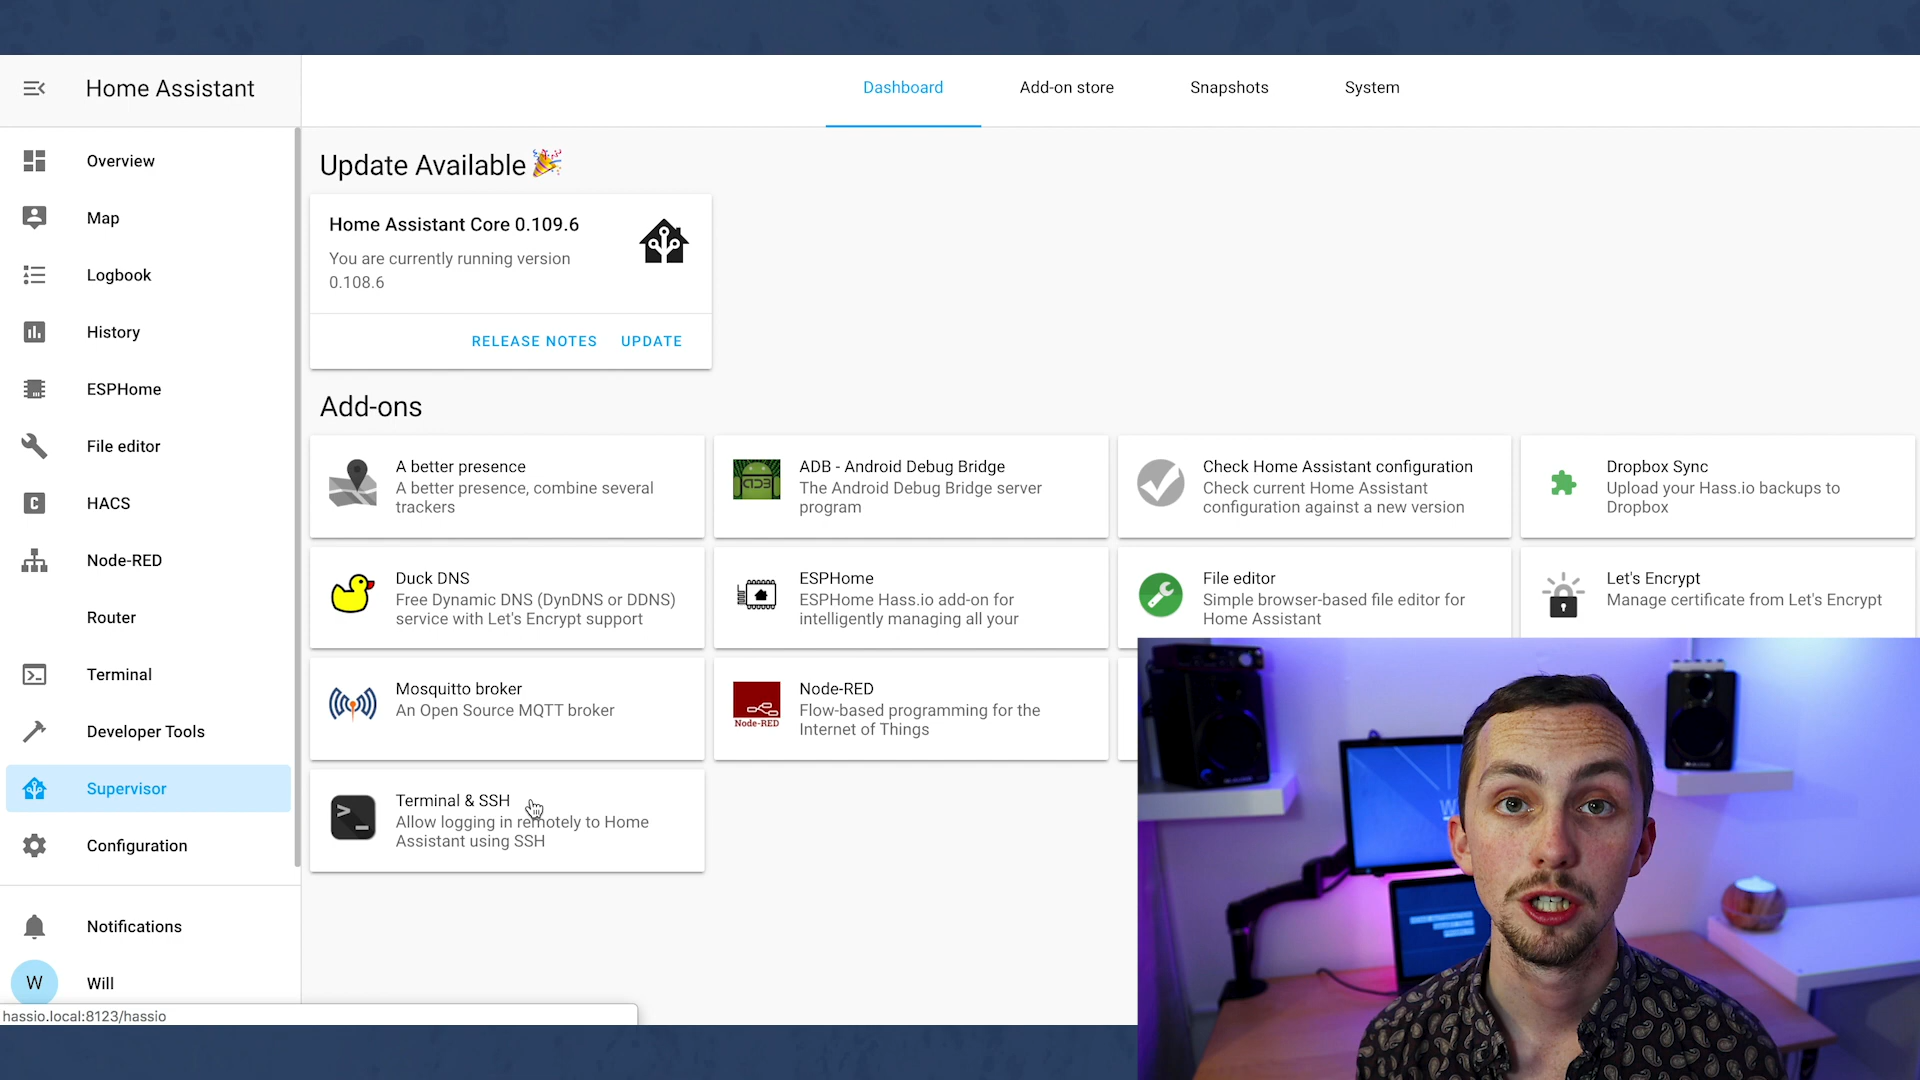 Home Assistant
Dashboard
Add-on store
Snapshots
System
Overview
Map
Logbook
History
ESPHome
File editor
HACS
Node-RED
Router
Terminal
Developer Tools
Supervisor
Configuration
Notifications
W
Will
hassio.local:8123/hassio
Update Available
Home Assistant Core 0.109.6
You are currently running version
0.108.6
RELEASE NOTES
UPDATE
Add-ons
A better presence
A better presence, combine several
trackers
ADB - Android Debug Bridge
The Android Debug Bridge server
program
Check Home Assistant configuration
Check current Home Assistant
configuration against a new version
Dropbox Sync
Upload your Hass.io backups to
Dropbox
Duck DNS
Free Dynamic DNS (DynDNS or DDNS)
service with Let's Encrypt support
ESPHome
ESPHome Hass.io add-on for
intelligently managing all your
File editor
Simple browser-based file editor for
Home Assistant
Let's Encrypt
Manage certificate from Let's Encrypt
Mosquitto broker
An Open Source MQTT broker
Node-RED
Node-RED
Flow-based programming for the
Internet of Things
Terminal & SSH
Allow logging in remotely to Home
Assistant using SSH